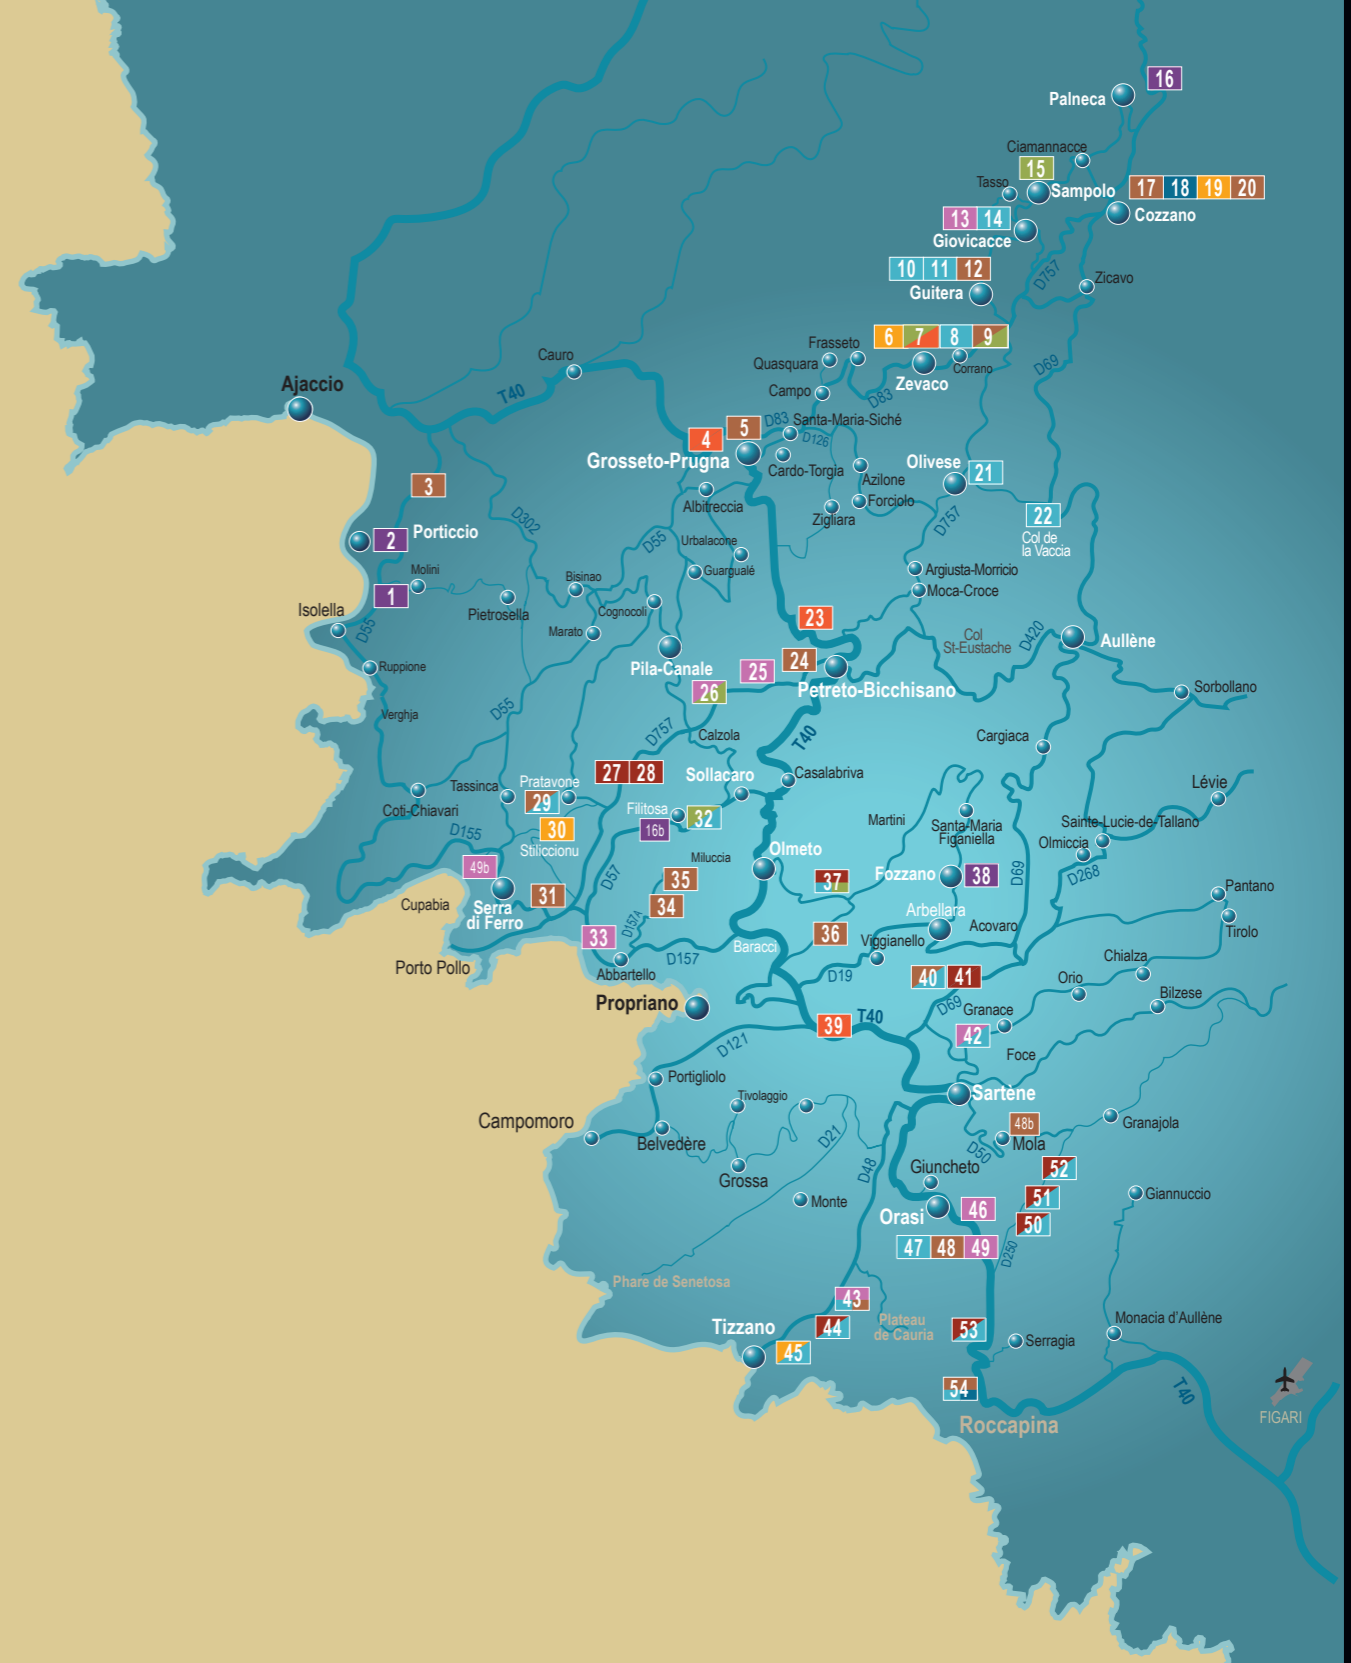 16
Palneca
Ciamannacce
15
Tasso
Sampolo
17 18 19 20
Cozzano
13 14
Giovicacce
D757
Zicavo
10 11 12
Guitera
6 7 8 9
Frasseto
Quasquara
Corrano
Zevaco
Cauro
Ajaccio
T40
Campo
D83
D69
D83
Santa-Maria-Siché
D126
4
5
Grosseto-Prugna
Cardo-Torgia
Olivese
21
Azilone
3
Albitreccia
Forciolo
Zigliara
D757
22
Col de
la Vaccia
D302
2
Porticcio
D55
Urbalacone
Guargualé
Argiusta-Morriccio
Moca-Croce
Molini
Bisinao
1
Pietrosella
Cognocoli
Isolella
D55
Marato
23
Col
St-Eustache
D420
Aullène
Ruppione
Pila-Canale
25
24
Petreto-Bicchisano
26
Sorbollano
Verghja
D55
D757
Calzola
T40
Cargiaca
27 28
Sollacaro
Casalabriva
Tassinca
Pratavone
29
Lévie
Coti-Chiavari
Filitosa
32
16b
Martini
Santa-Maria
Figaniella
Sainte-Lucie-de-Tallano
Olmiccia
D155
30
Stiliccionu
Miluccia
Olmeto
49b
D57
35
37
Fozzano
38
D69
D268
Pantano
Cupabia
Serra
di Ferro
31
34
D157A
Arbellara
Acovaro
Tirolo
33
36
Viggianello
Baracci
D157
Porto Pollo
Abbartello
D19
40 41
Chialza
Orio
Bilzese
Propriano
39
T40
D69
Granace
42
Foce
D121
Portigliolo
Sartène
Tivolaggio
Campomoro
48b
Mola
Granajola
Belvedère
D21
D50
D48
Grossa
Giuncheto
52
Monte
51
Giannuccio
Orasi
46
50
47 48 49
D250
Phare de Senetosa
43
Tizzano
44
Plateau
de Cauria
53
Monacia d'Aullène
Serragia
45
54
T40
Roccapina
FIGARI